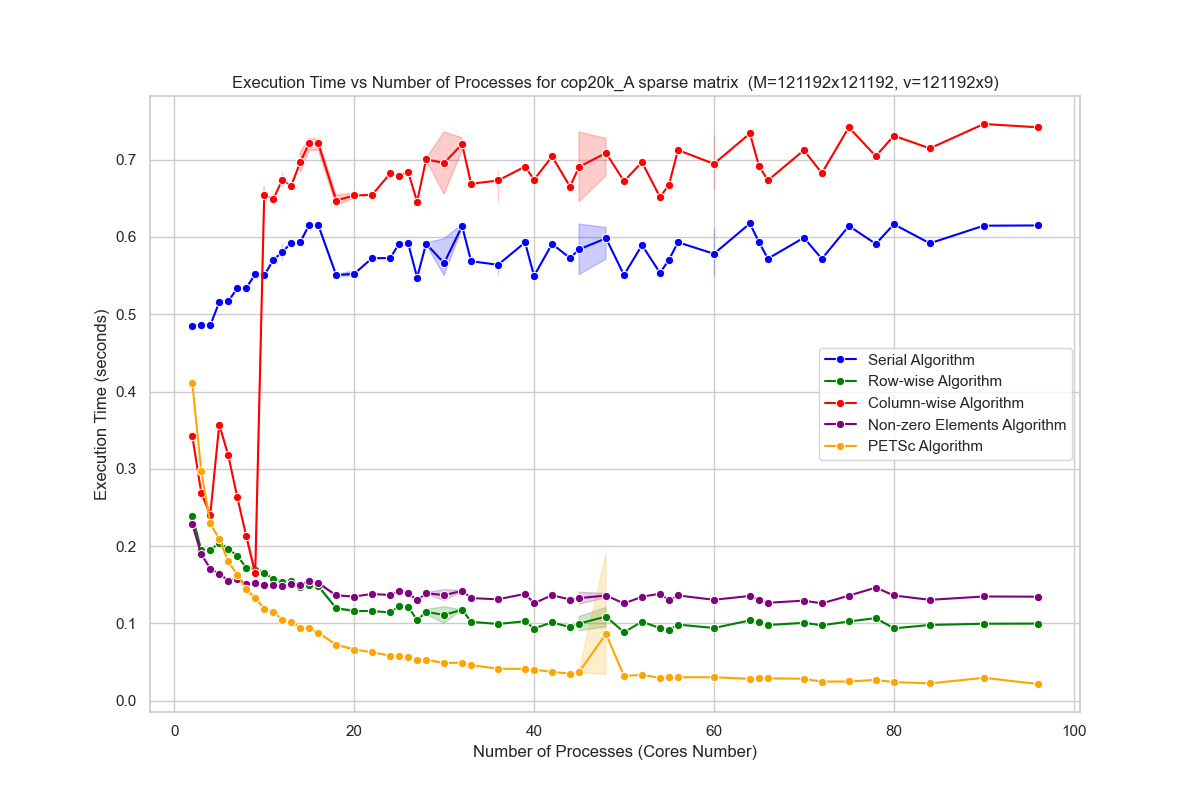 Execution Time vs Number of Processes for cop20k_A sparse matrix  (M=121192x121192, v=121192x9)
Execution Time (seconds)
0.7
0.6
0.5
0.4
0.3
0.2
0.1
0.0
Serial Algorithm
Row-wise Algorithm
Column-wise Algorithm
Non-zero Elements Algorithm
PETSc Algorithm
0 20 40 60 80 100
Number of Processes (Cores Number)